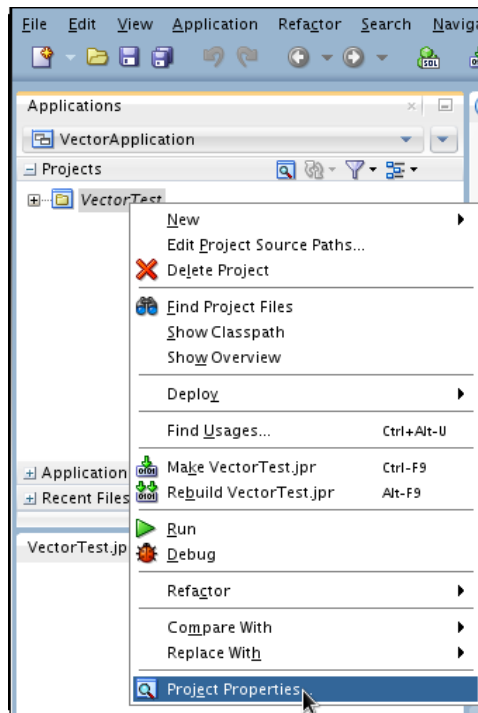 File Edit View Application Refactor Search Naviga
SQL
Applications
VectorApplication
Projects
VectorTest
New
Edit Project Source Paths...
Delete Project
Find Project Files
Show Classpath
Show Overview
Deploy
Find Usages... Ctrl+Alt-U
Application
Make VectorTest.jpr Ctrl-F9
Recent Files
Rebuild VectorTest.jpr Alt-F9
Run
VectorTest.jp
Debug
Refactor
Compare With
Replace With
Project Properties...